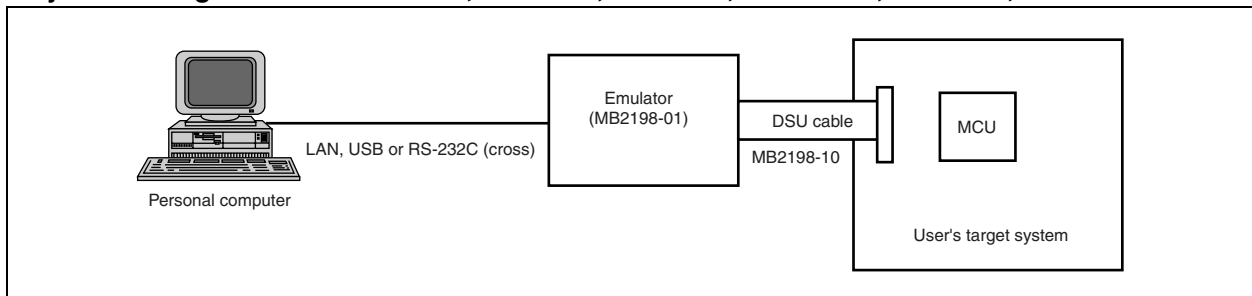 Personal computer
LAN, USB or RS-232C (cross)
Emulator
(MB2198-01)
DSU cable
MB2198-10
MCU
User's target system